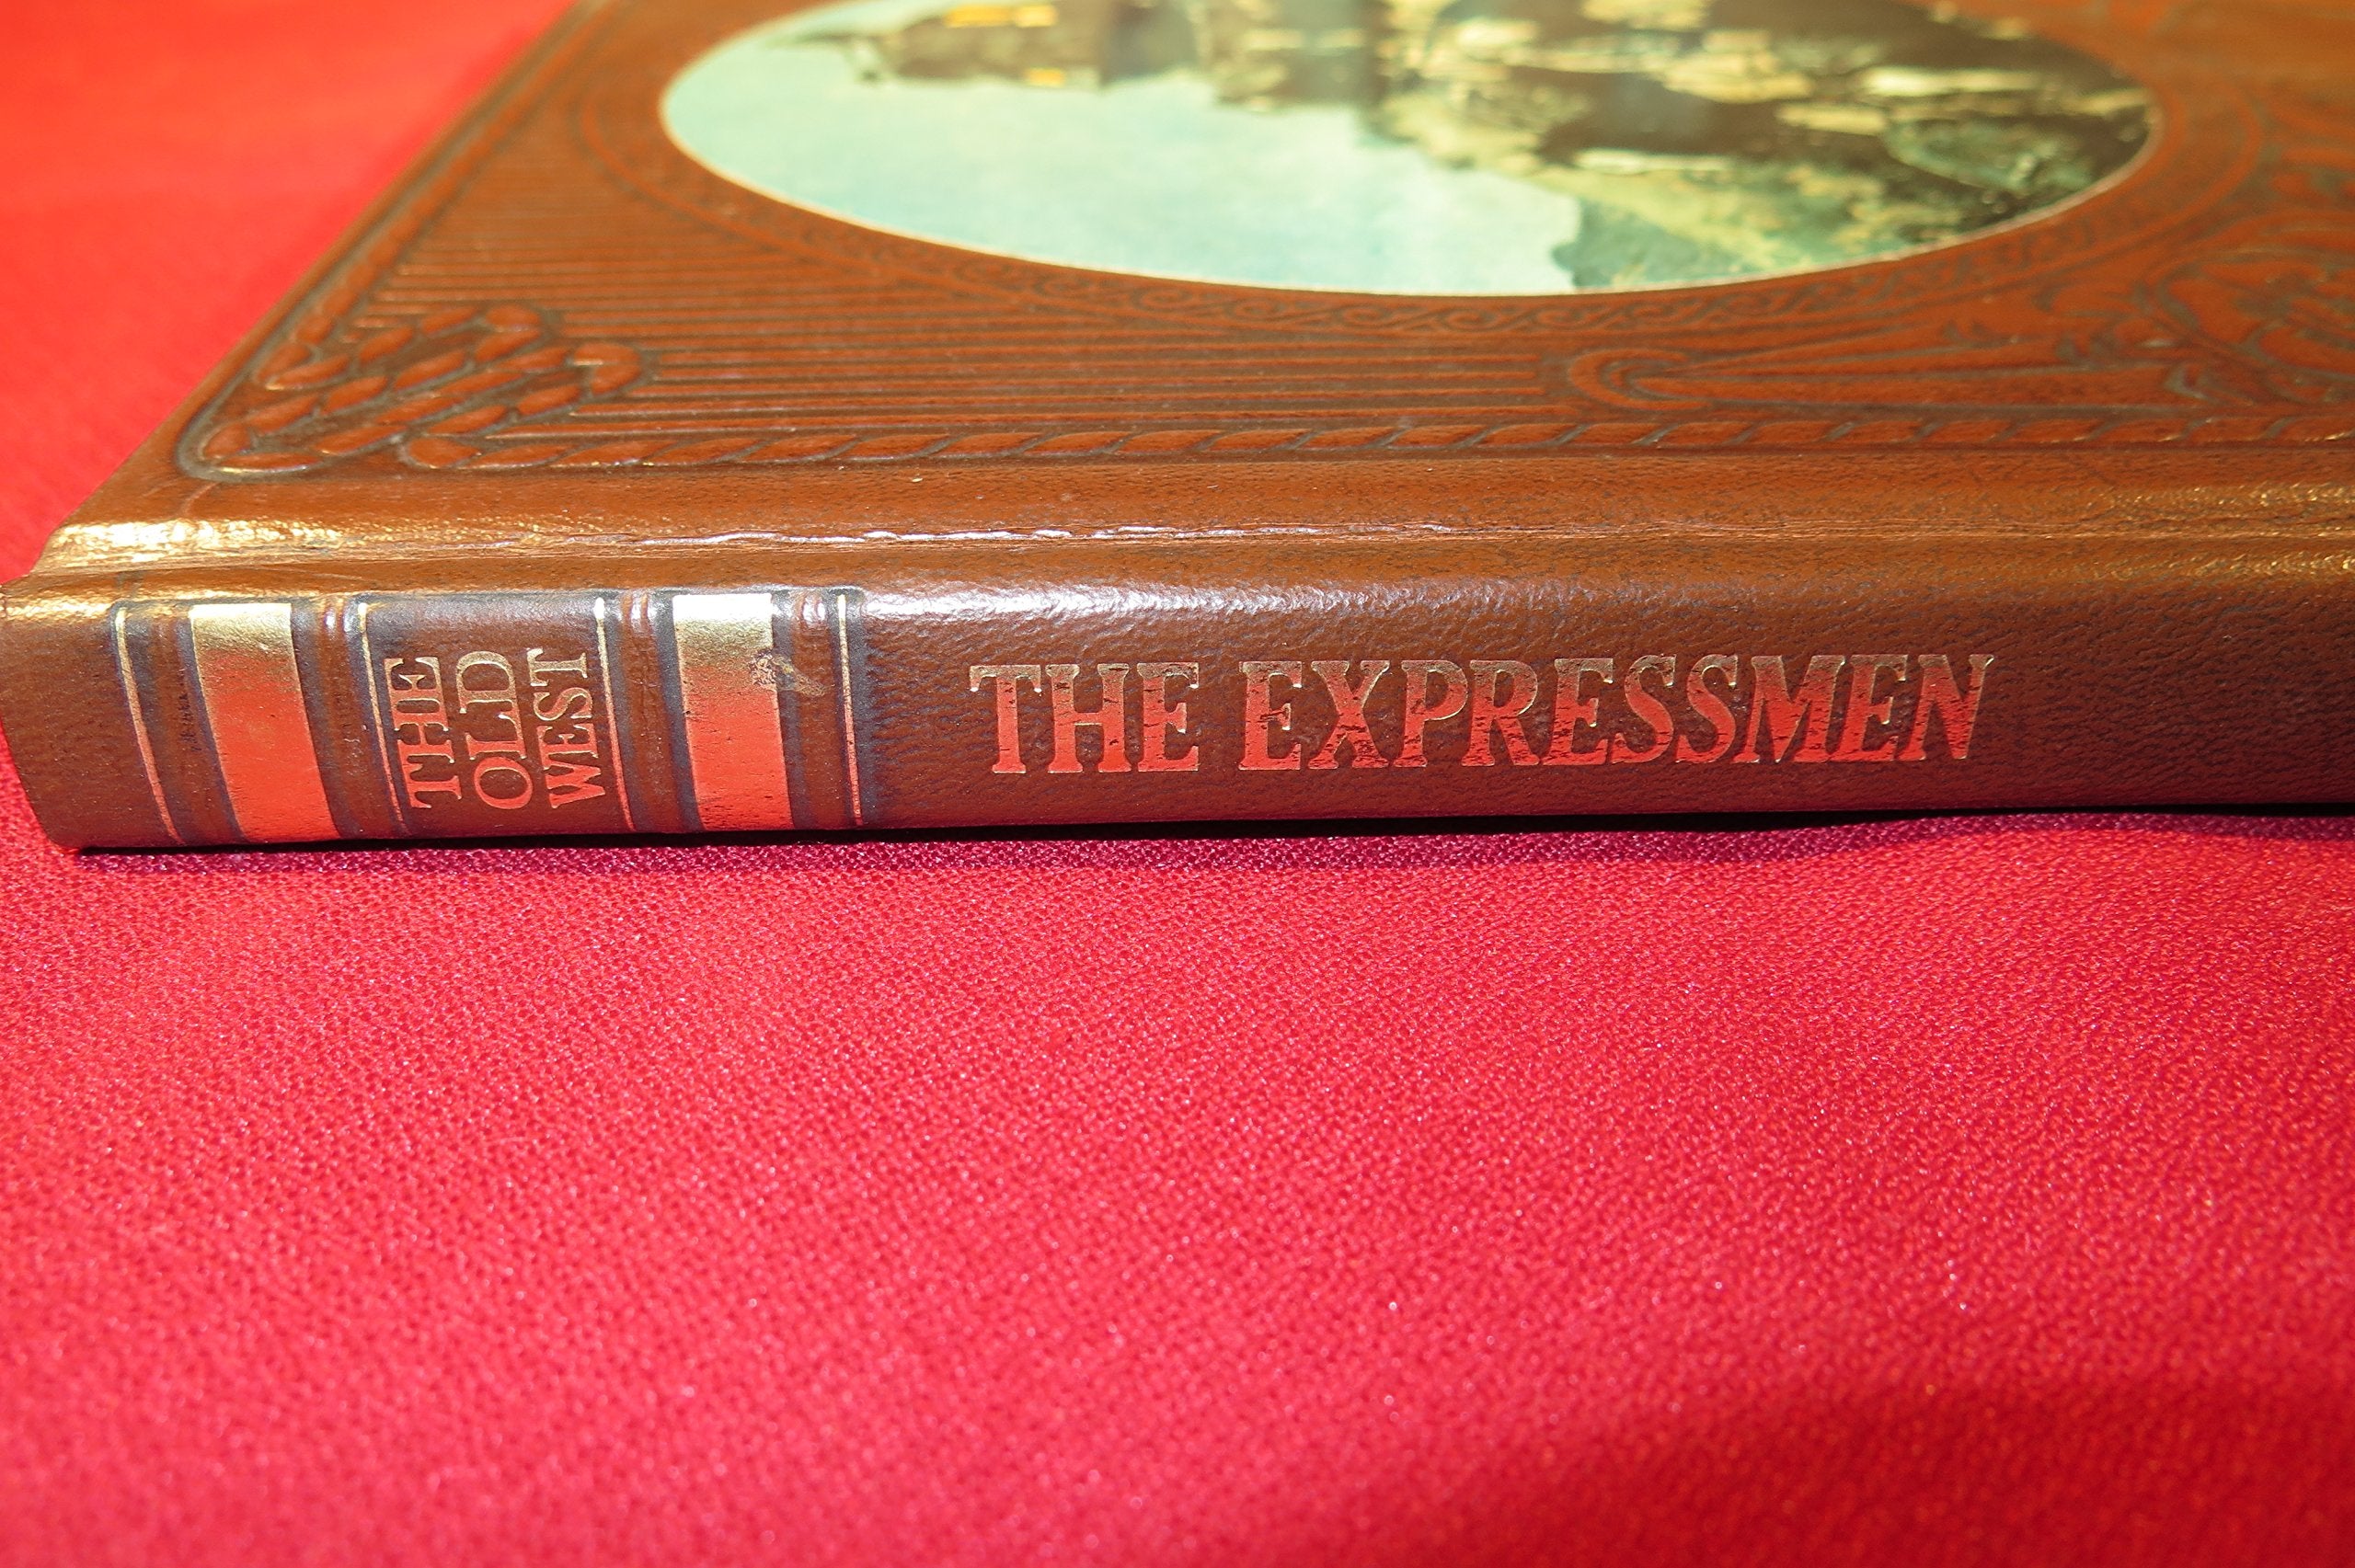 THE
OLD
WEST
THE EXPRESSMEN